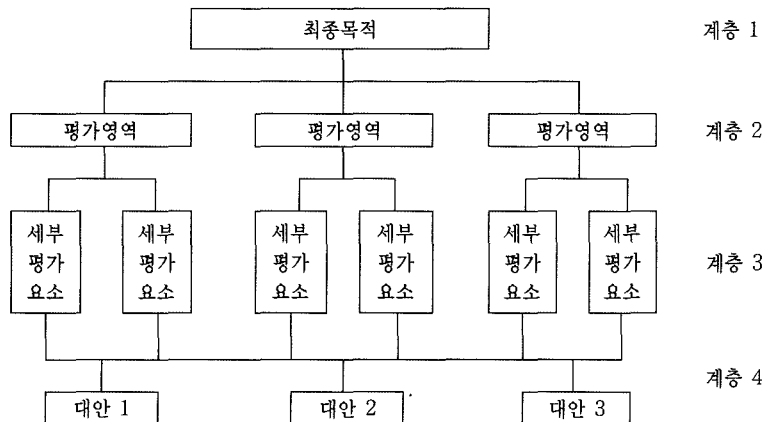 최종목적 계층 1
평가영역 평가영역 평가영역 계층 2
세부 세부 세부 세부 세부 세부
평가 평가 평가 평가 평가 평가 계층 3
요소 요소 요소 요소 요소 요소
계층 4
대안 1 대안 2 대안 3